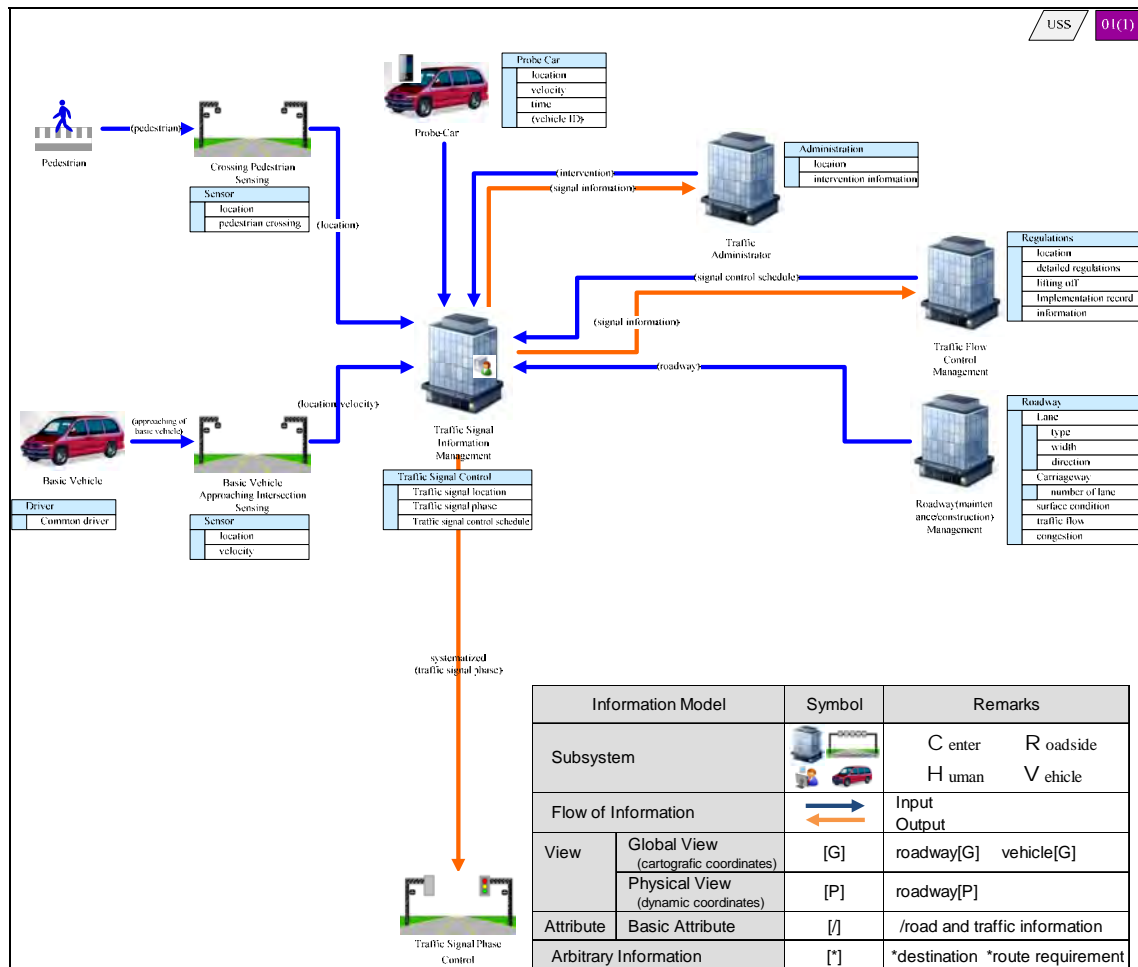 USS
01(1)
Probe Car
location
velocity
time
(vehicle ID)
Probe-Car
(pedestrian)
Pedestrian
Crossing Pedestrian
Sensing
Sensor
location
pedestrian crossing
(location)
(intervention)
(signal information)
Administration
locaion
intervention information
Traffic
Administrator
(signal control schedule)
(signal information)
Regulations
location
detailed regulations
lifting off
Implementation record
information
Traffic Flow
Control
Management
(roadway)
(location velocity)
Traffic Signal
Information
Management
(approaching of
basic vehicle)
Basic Vehicle
Driver
Common driver
Basic Vehicle
Approaching Intersection
Sensing
Sensor
location
velocity
Traffic Signal Control
Traffic signal location
Traffic signal phase
Traffic signal control schedule
Roadway(mainten
ance/construction)
Management
Roadway
Lane
type
width
direction
Carriageway
number of lane
surface condition
traffic flow
congestion
systematized
(traffic signal phase)
Traffic Signal Phase
Control
Information Model Symbol Remarks
Subsystem
C enter R oadside
H uman V ehicle
Flow of Information
Input
Output
View
Global View
(cartografic coordinates)
[G]
roadway[G] vehicle[G]
Physical View
(dynamic coordinates)
[P]
roadway[P]
Attribute Basic Attribute [/] /road and traffic information
Arbitrary Information [*] *destination *route requirement